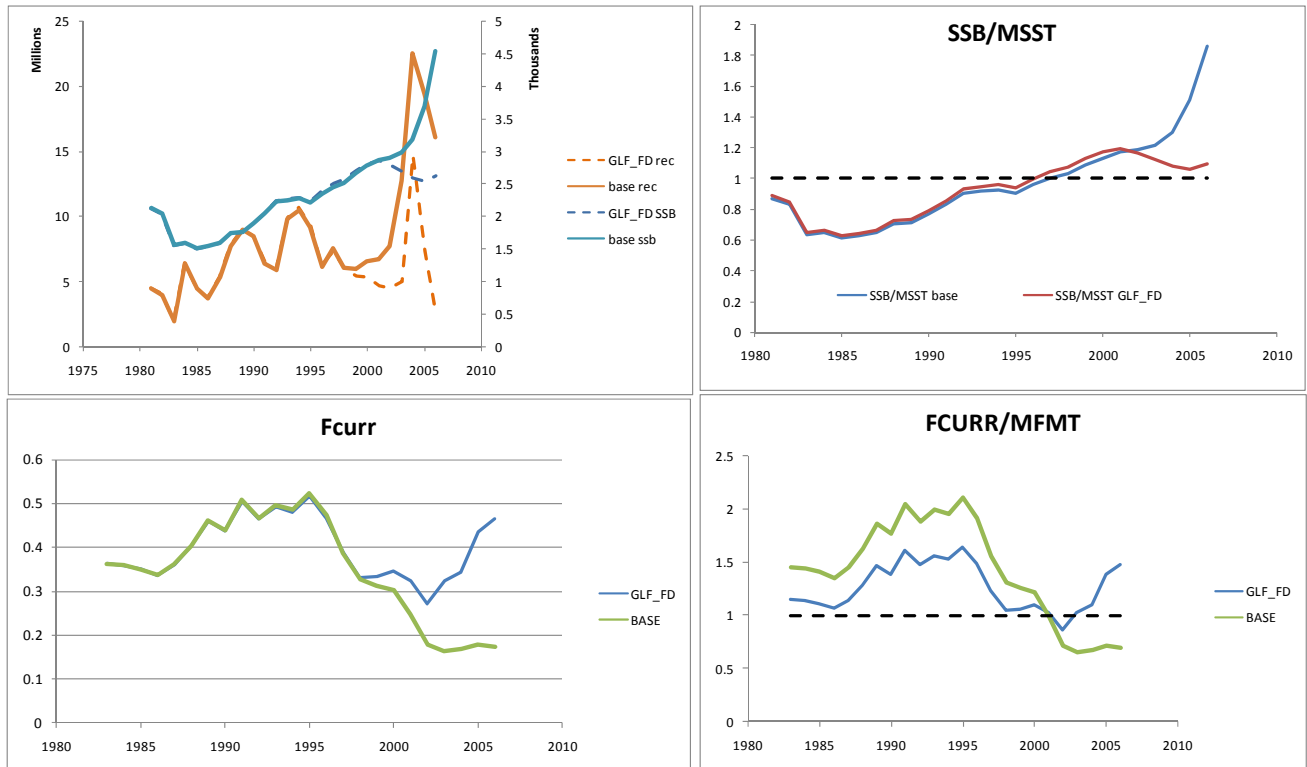 Millions
Thousands
25
20
15
10
5
0
5
4.5
4
3.5
3
2.5
2
1.5
1
0.5
0
1975 1980 1985 1990 1995 2000 2005 2010
GLF_FD rec
base rec
GLF_FD SSB
base ssb
SSB/MSST
2
1.8
1.6
1.4
1.2
1
0.8
0.6
0.4
0.2
0
SSB/MSST base SSB/MSST GLF_FD
1980 1985 1990 1995 2000 2005 2010
Fcurr
0.6
0.5
0.4
0.3
0.2
0.1
0
1980 1985 1990 1995 2000 2005 2010
GLF_FD
BASE
FCURR/MFMT
2.5
2
1.5
1
0.5
0
1980 1985 1990 1995 2000 2005 2010
GLF_FD
BASE